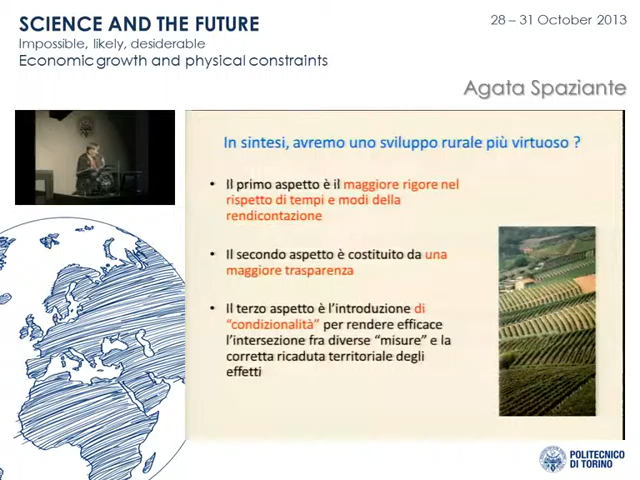 SCIENCE AND THE FUTURE
Impossible, likely, desiderable
Economic growth and physical constraints
28 – 31 October 2013
Agata Spaziante
In sintesi, avremo uno sviluppo rurale più virtuoso ?
• Il primo aspetto è il maggiore rigore nel
rispetto di tempi e modi della
rendicontazione
• Il secondo aspetto è costituito da una
maggiore trasparenza
• Il terzo aspetto è l'introduzione di
"condizionalità" per rendere efficace
l'intersezione fra diverse "misure" e la
corretta ricaduta territoriale degli
effetti
POLITECNICO
DI TORINO